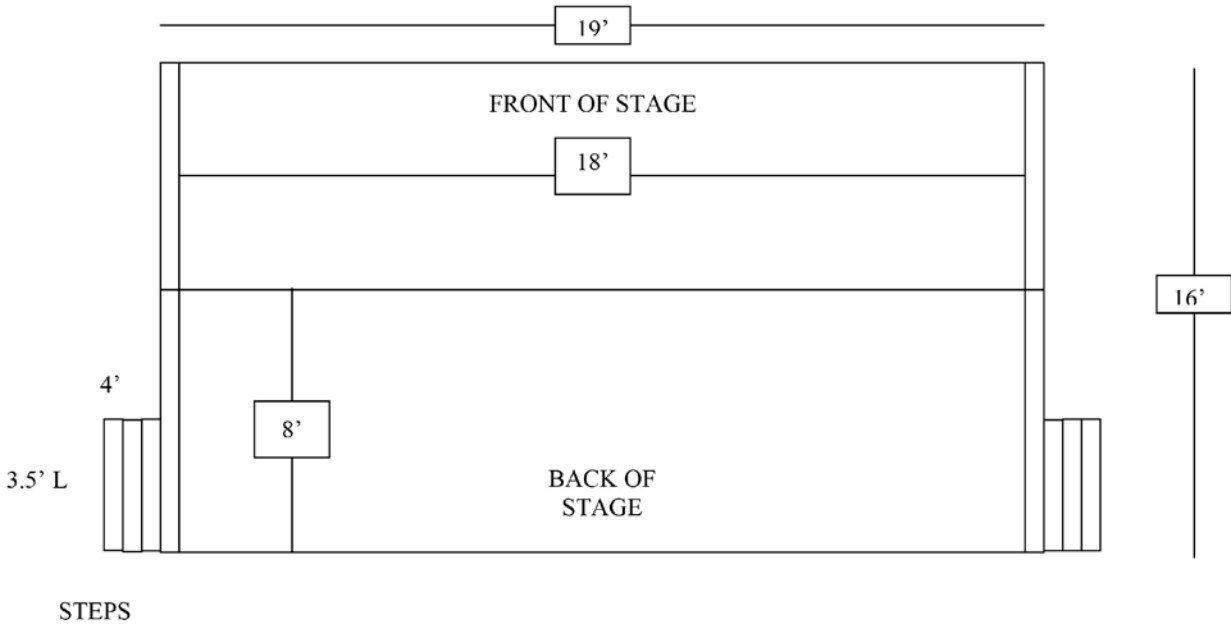 19’
FRONT OF STAGE
18’
16’
4’
8’
3.5’ L
BACK OF
STAGE
STEPS